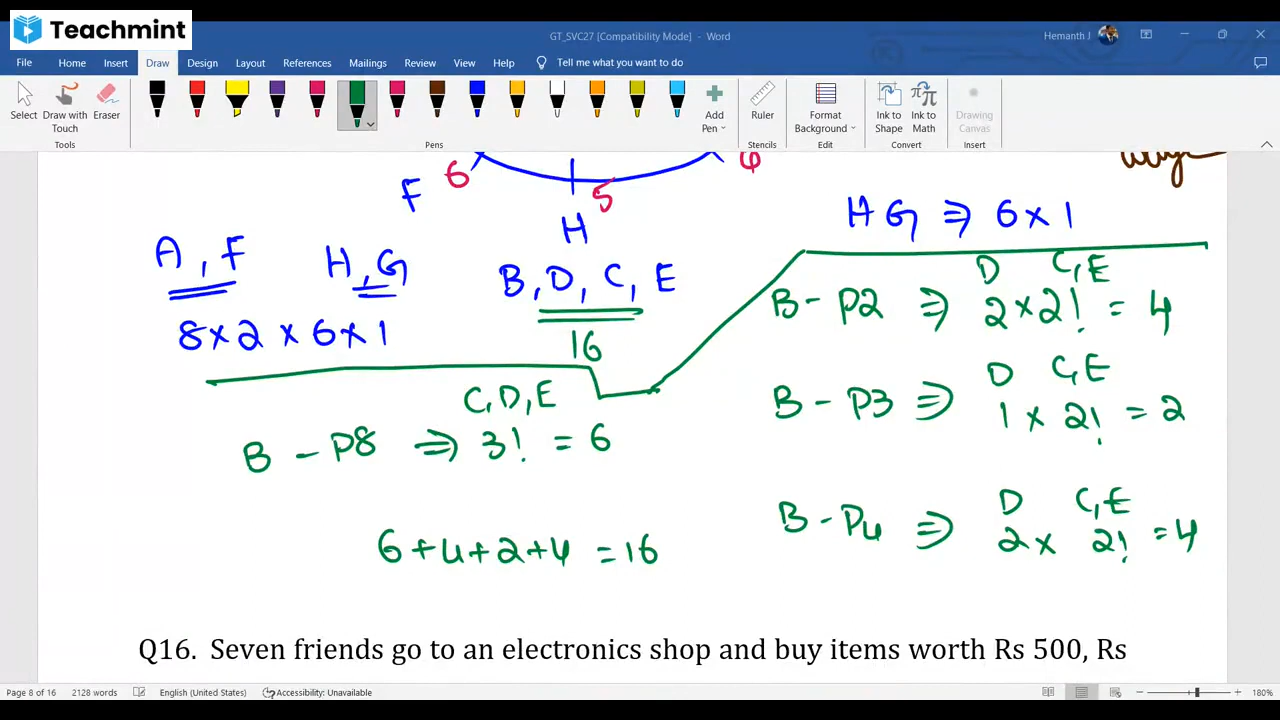 Teachmint
GT_SVC27 [Compatibility Mode] - Word
Hemanth J
File Home Insert Draw Design Layout References Mailings Review View Help Tell me what you want to do
Select
Draw with Touch
Eraser
Add Pen
Ruler
Format Background
Ink to Shape
Ink to Math
Drawing Canvas
Tools
Pens
Stencils
Edit
Convert
Insert
F 6 5
H
H G ⇒ 6 × 1
A, F H, G B, D, C, E
8 × 2 × 6 × 1 16
D C, E
B - P2 ⇒ 2 × 2! = 4
D C, E
B - P3 ⇒ 1 × 2! = 2
D C, E
B - P4 ⇒ 2 × 2! = 4
C, D, E
B - P8 ⇒ 3! = 6
6 + 4 + 2 + 4 = 16
Q16. Seven friends go to an electronics shop and buy items worth Rs 500, Rs
Page 8 of 16 2128 words English (United States) Accessibility: Unavailable 180%